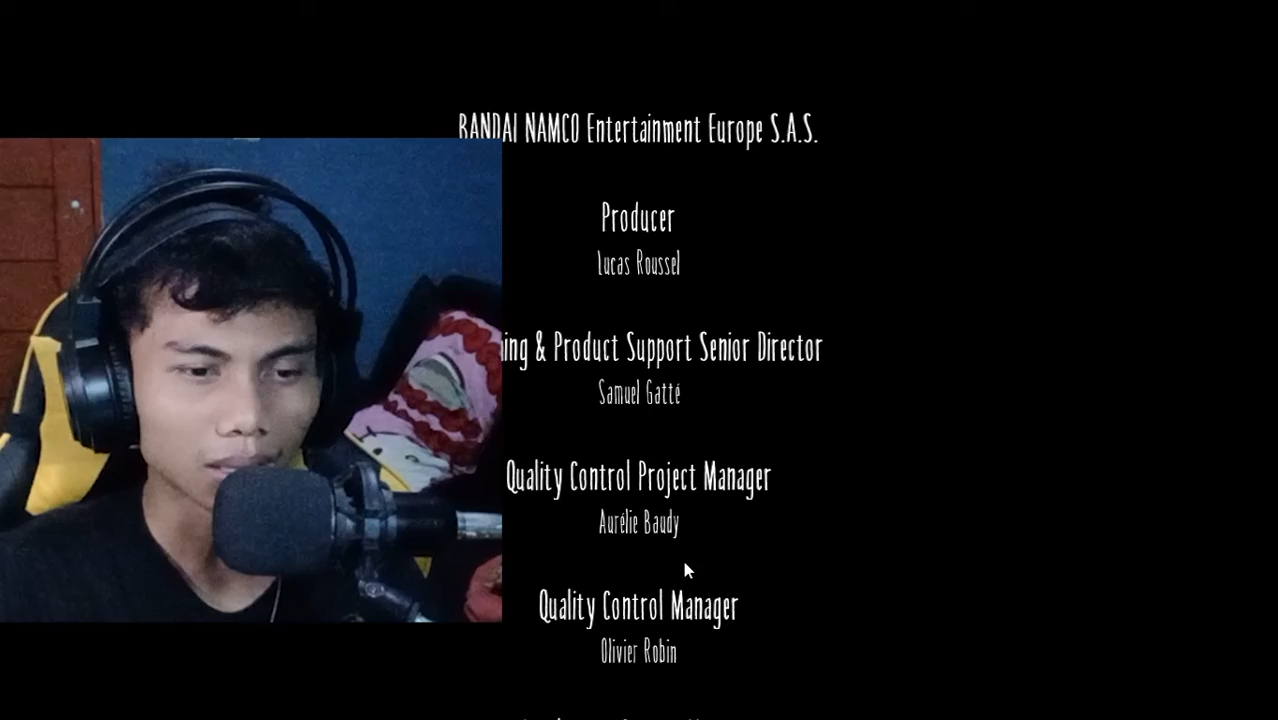 BANDAI NAMCO Entertainment Europe S.A.S.
Producer
Lucas Roussel
& Product Support Senior Director
Samuel Gatté
Quality Control Project Manager
Aurélie Baudy
Quality Control Manager
Olivier Robin